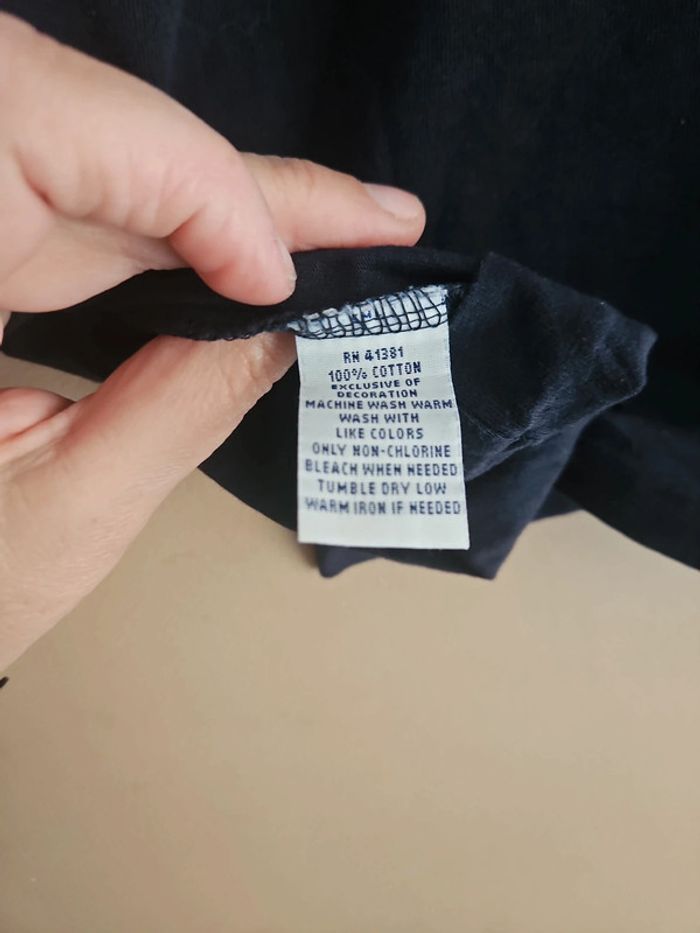 RN 41381
100% COTTON
EXCLUSIVE OF
DECORATION
MACHINE WASH WARM
WASH WITH
LIKE COLORS
ONLY NON-CHLORINE
BLEACH WHEN NEEDED
TUMBLE DRY LOW
WARM IRON IF NEEDED